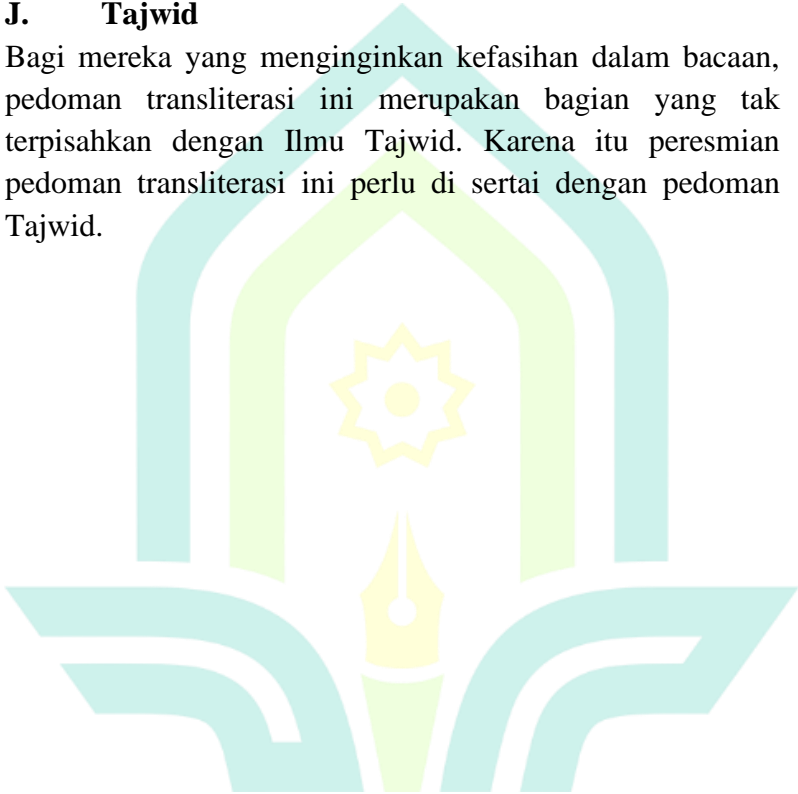 J. Tajwid
Bagi mereka yang menginginkan kefasihan dalam bacaan,
pedoman transliterasi ini merupakan bagian yang tak
terpisahkan dengan Ilmu Tajwid. Karena itu peresmian
pedoman transliterasi ini perlu di sertai dengan pedoman
Tajwid.